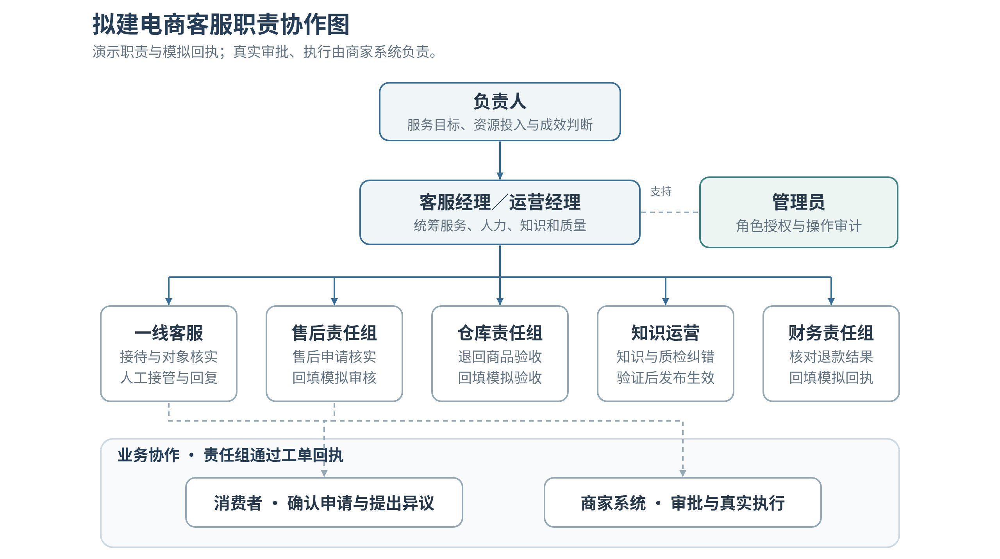 拟建电商客服职责协作图
演示职责与模拟回执；真实审批、执行由商家系统负责。
负责人
服务目标、资源投入与成效判断
客服经理／运营经理
统筹服务、人力、知识和质量
支持
管理员
角色授权与操作审计
一线客服
接待与对象核实
人工接管与回复
售后责任组
售后申请核实
回填模拟审核
仓库责任组
退回商品验收
回填模拟验收
知识运营
知识与质检纠错
验证后发布生效
财务责任组
核对退款结果
回填模拟回执
业务协作 · 责任组通过工单回执
消费者 · 确认申请与提出异议
商家系统 · 审批与真实执行